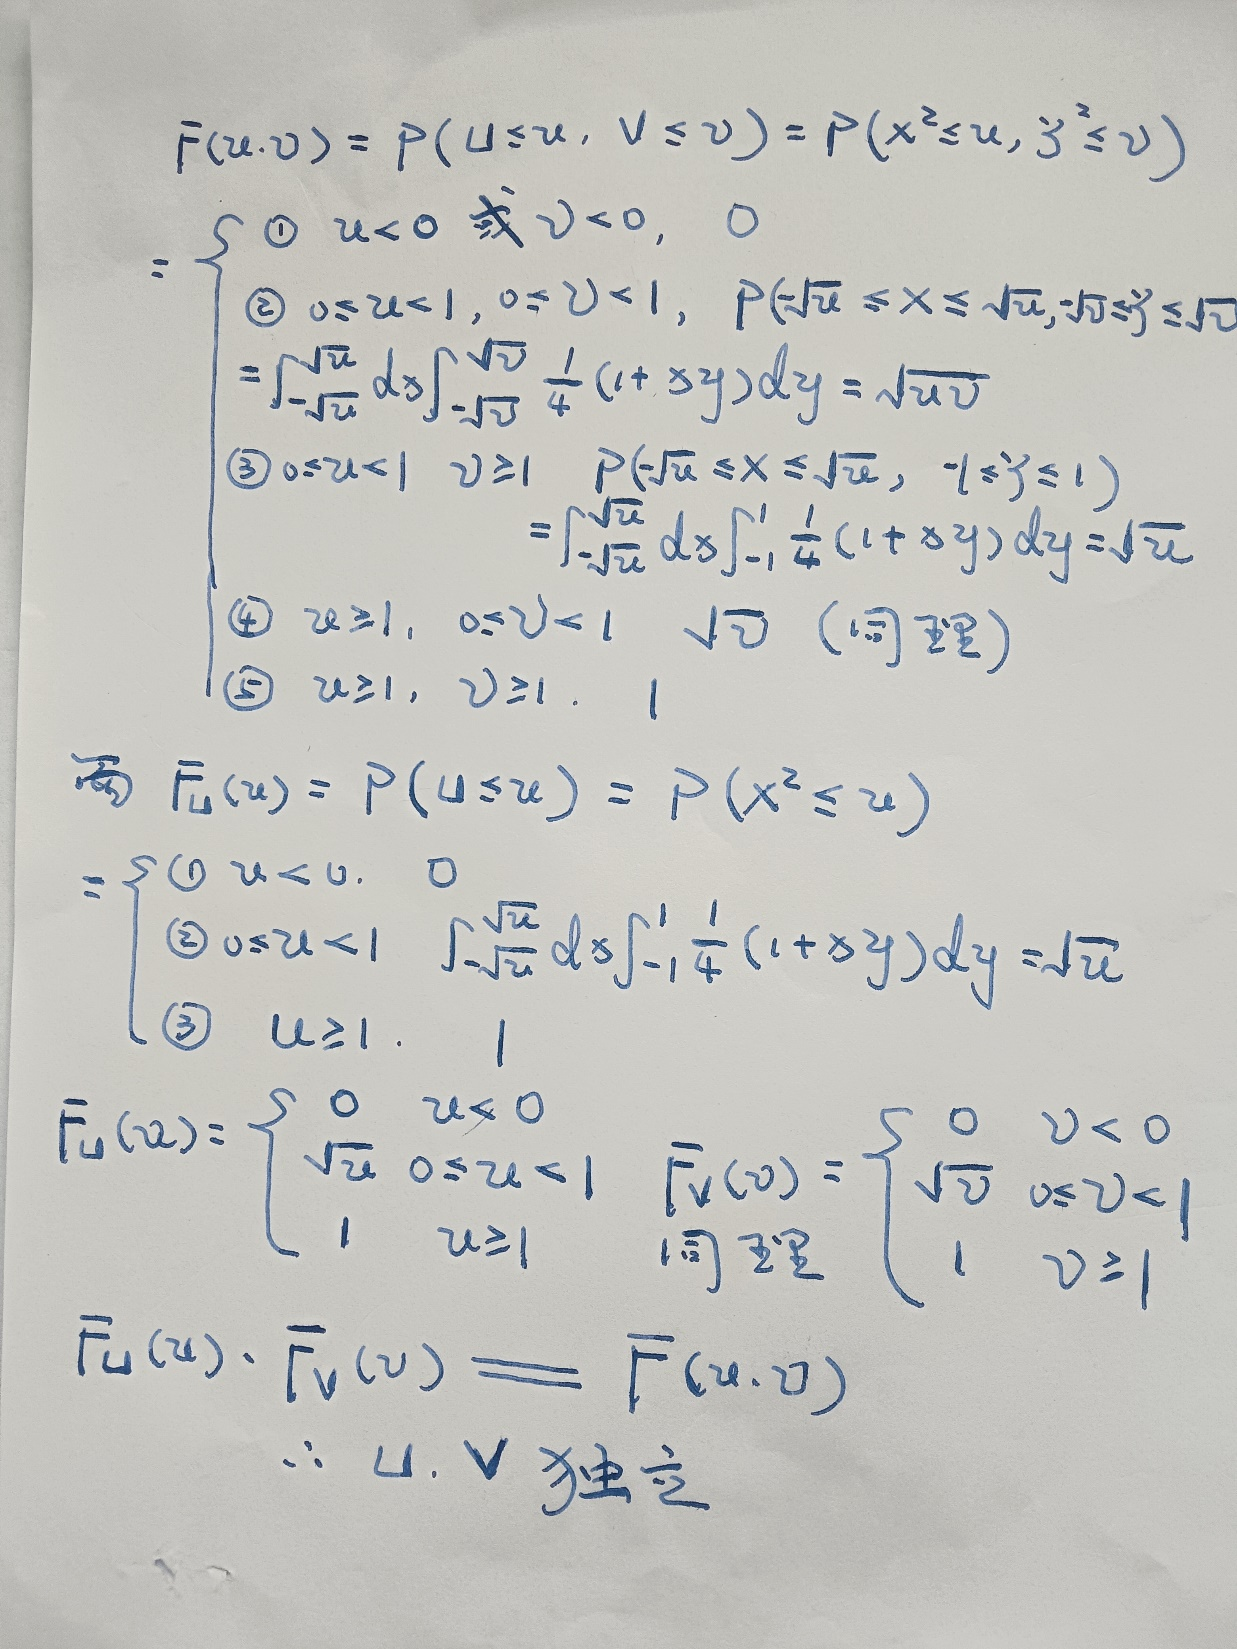 F(u.v) = P(U≤u, V≤v) = P(X²≤u, Y²≤v)
= { ① u<0 或 v<0, 0
② 0≤u<1, 0≤v<1, P(-√u ≤X≤ √u, -√v≤Y≤√v
= ∫_{-√u}^{√u} dx ∫_{-√v}^{√v} 1/4 (1+xy)dy = √uv
③ 0≤u<1 v≥1 P(-√u ≤X≤√u, -1≤Y≤1)
= ∫_{-√u}^{√u} dx ∫_{-1}^{1} 1/4 (1+xy)dy = √u
④ u≥1, 0≤v<1 √v (同理)
⑤ u≥1, v≥1. 1
而 F_U(u) = P(U≤u) = P(X²≤u)
= { ① u<0. 0
② 0≤u<1 ∫_{-√u}^{√u} dx ∫_{-1}^{1} 1/4 (1+xy)dy = √u
③ u≥1. 1
F_U(u) = { 0 u<0
√u 0≤u<1
1 u≥1
F_V(v) = { 0 v<0
√v 0≤v<1
1 v≥1
同理
F_U(u)·F_V(v) = F(u.v)
∴ U.V 独立